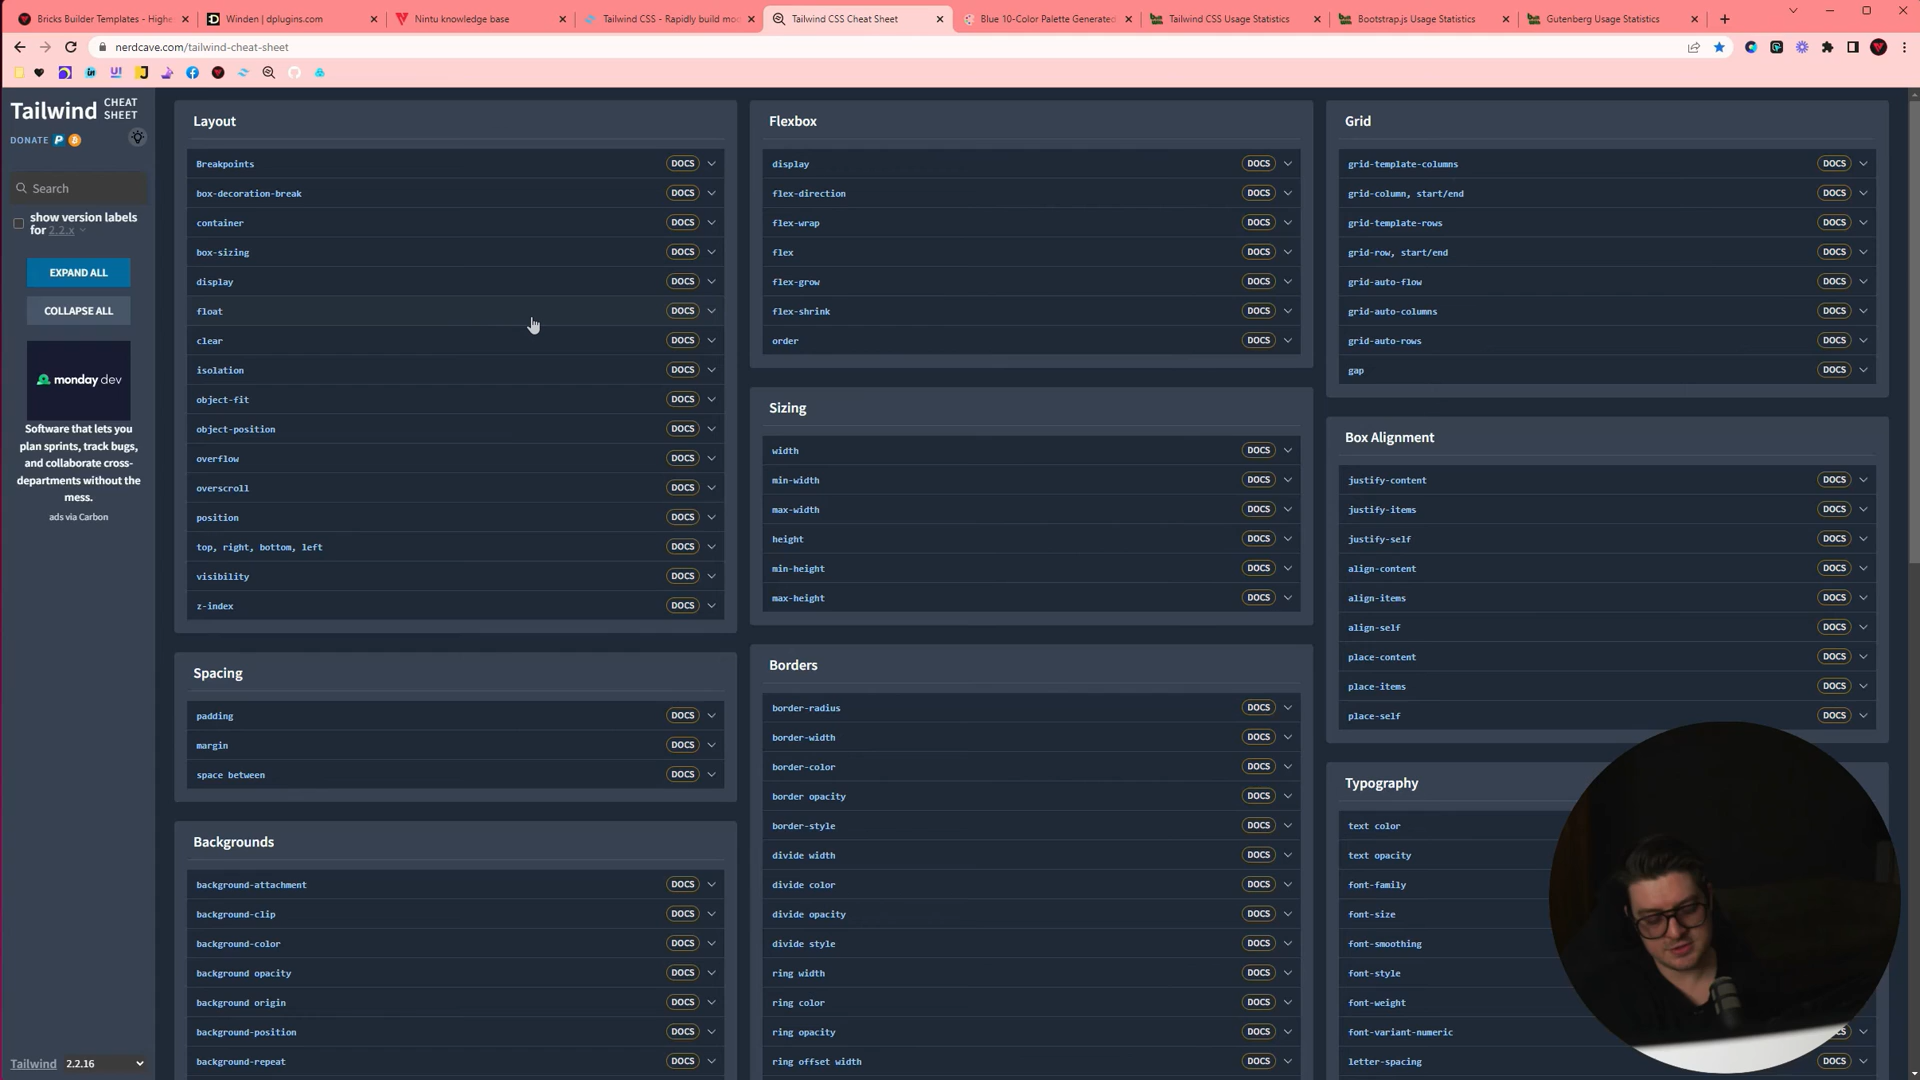 Bricks Builder Templates - Highe
Winden | dplugins.com
Nintu knowledge base
Tailwind CSS - Rapidly build mo
Tailwind CSS Cheat Sheet
Blue 10-Color Palette Generated
Tailwind CSS Usage Statistics
Bootstrap.js Usage Statistics
Gutenberg Usage Statistics
nerdcave.com/tailwind-cheat-sheet
Tailwind CHEAT SHEET
DONATE
Search
show version labels
for 2.2.x
EXPAND ALL
COLLAPSE ALL
monday dev
Software that lets you
plan sprints, track bugs,
and collaborate cross-
departments without the
mess.
ads via Carbon
Tailwind 2.2.16
Layout
Breakpoints DOCS
box-decoration-break DOCS
container DOCS
box-sizing DOCS
display DOCS
float DOCS
clear DOCS
isolation DOCS
object-fit DOCS
object-position DOCS
overflow DOCS
overscroll DOCS
position DOCS
top, right, bottom, left DOCS
visibility DOCS
z-index DOCS
Spacing
padding DOCS
margin DOCS
space between DOCS
Backgrounds
background-attachment DOCS
background-clip DOCS
background-color DOCS
background opacity DOCS
background origin DOCS
background-position DOCS
background-repeat DOCS
Flexbox
display DOCS
flex-direction DOCS
flex-wrap DOCS
flex DOCS
flex-grow DOCS
flex-shrink DOCS
order DOCS
Sizing
width DOCS
min-width DOCS
max-width DOCS
height DOCS
min-height DOCS
max-height DOCS
Borders
border-radius DOCS
border-width DOCS
border-color DOCS
border opacity DOCS
border-style DOCS
divide width DOCS
divide color DOCS
divide opacity DOCS
divide style DOCS
ring width DOCS
ring color DOCS
ring opacity DOCS
ring offset width DOCS
Grid
grid-template-columns DOCS
grid-column, start/end DOCS
grid-template-rows DOCS
grid-row, start/end DOCS
grid-auto-flow DOCS
grid-auto-columns DOCS
grid-auto-rows DOCS
gap DOCS
Box Alignment
justify-content DOCS
justify-items DOCS
justify-self DOCS
align-content DOCS
align-items DOCS
align-self DOCS
place-content DOCS
place-items DOCS
place-self DOCS
Typography
text color
text opacity
font-family
font-size
font-smoothing
font-style
font-weight
font-variant-numeric
letter-spacing DOCS